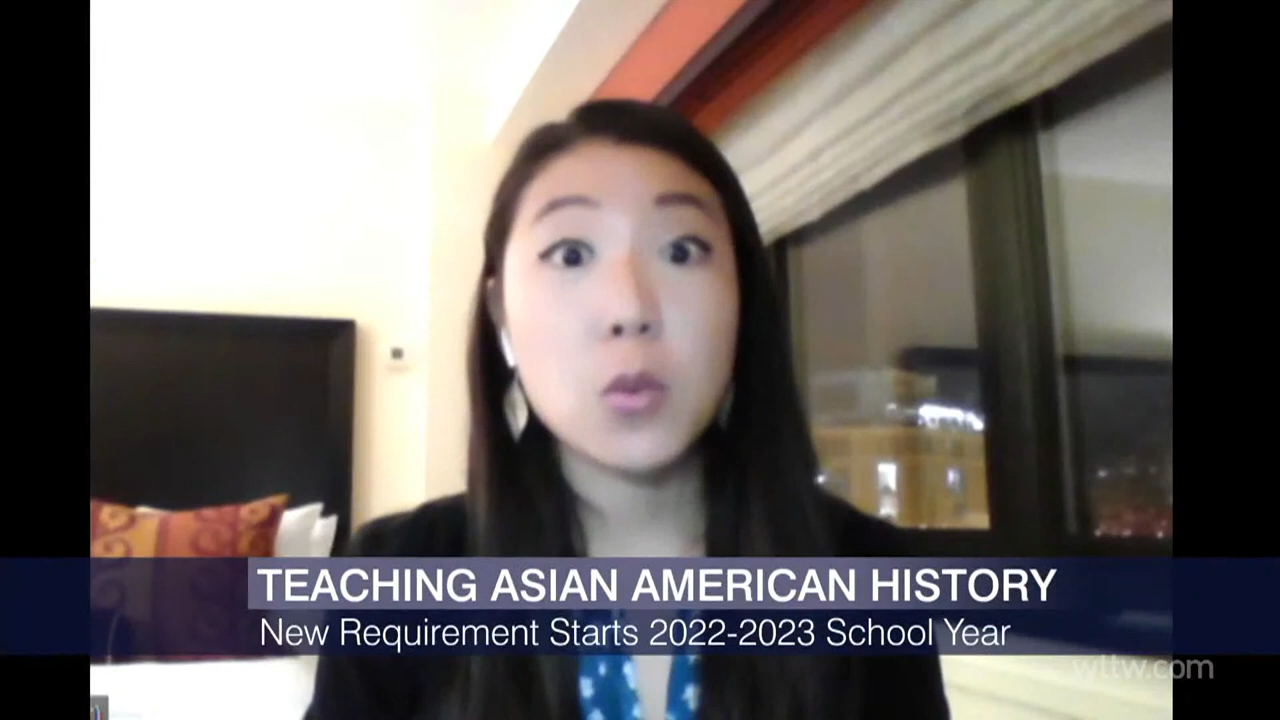 TEACHING ASIAN AMERICAN HISTORY
New Requirement Starts 2022-2023 School Year
wttw.com